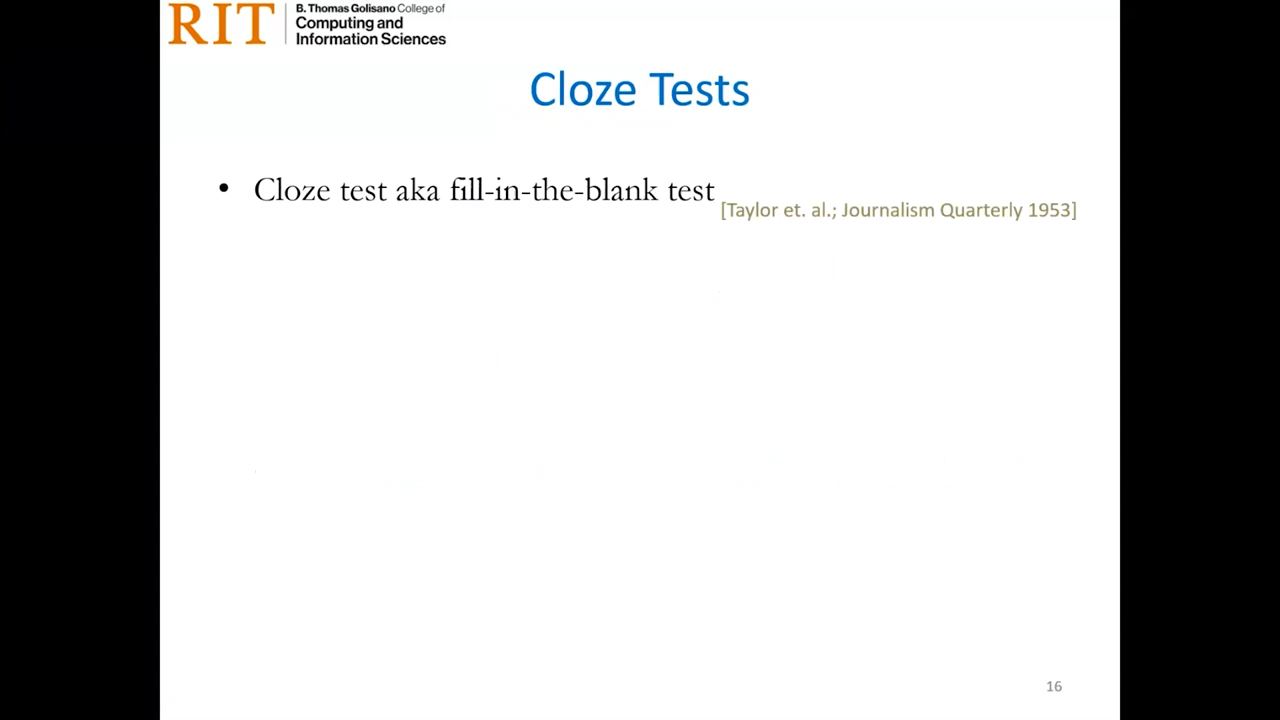 RIT
B. Thomas Golisano College of
Computing and
Information Sciences
Cloze Tests
• Cloze test aka fill-in-the-blank test
[Taylor et. al.; Journalism Quarterly 1953]
16